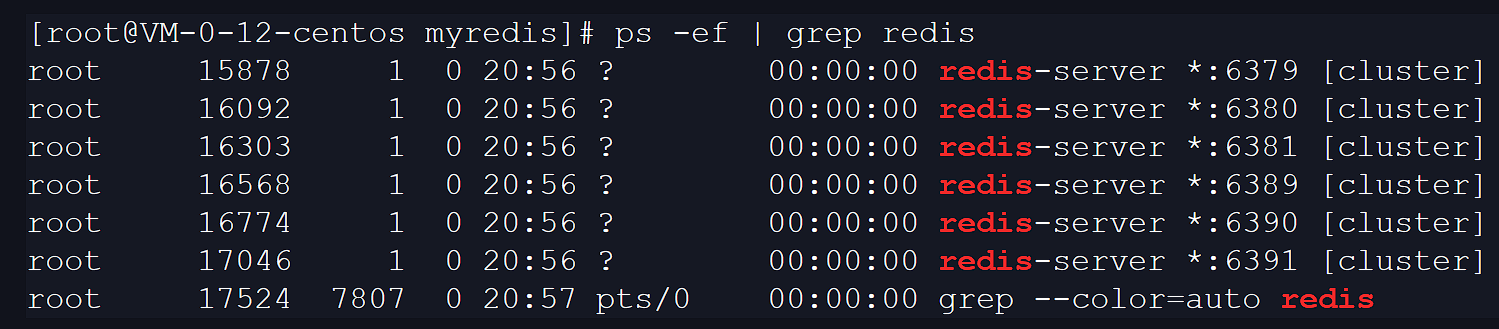 [root@VM-0-12-centos myredis]# ps -ef | grep redis
root     15878     1  0 20:56 ?        00:00:00 redis-server *:6379 [cluster]
root     16092     1  0 20:56 ?        00:00:00 redis-server *:6380 [cluster]
root     16303     1  0 20:56 ?        00:00:00 redis-server *:6381 [cluster]
root     16568     1  0 20:56 ?        00:00:00 redis-server *:6389 [cluster]
root     16774     1  0 20:56 ?        00:00:00 redis-server *:6390 [cluster]
root     17046     1  0 20:56 ?        00:00:00 redis-server *:6391 [cluster]
root     17524  7807  0 20:57 pts/0    00:00:00 grep --color=auto redis